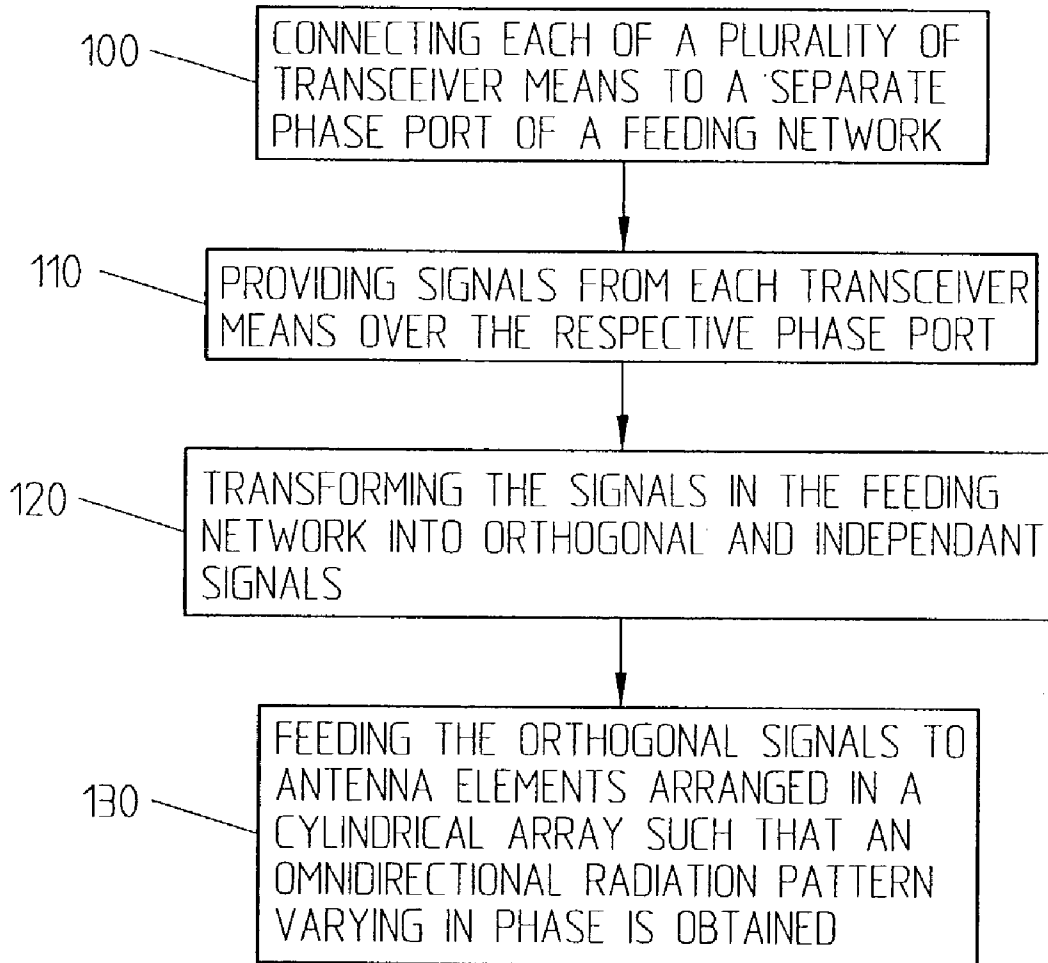 100
CONNECTING EACH OF A PLURALITY OF
TRANSCEIVER MEANS TO A SEPARATE
PHASE PORT OF A FEEDING NETWORK
110
PROVIDING SIGNALS FROM EACH TRANSCEIVER
MEANS OVER THE RESPECTIVE PHASE PORT
120
TRANSFORMING THE SIGNALS IN THE FEEDING
NETWORK INTO ORTHOGONAL AND INDEPENDANT
SIGNALS
130
FEEDING THE ORTHOGONAL SIGNALS TO
ANTENNA ELEMENTS ARRANGED IN A
CYLINDRICAL ARRAY SUCH THAT AN
OMNIDIRECTIONAL RADIATION PATTERN
VARYING IN PHASE IS OBTAINED